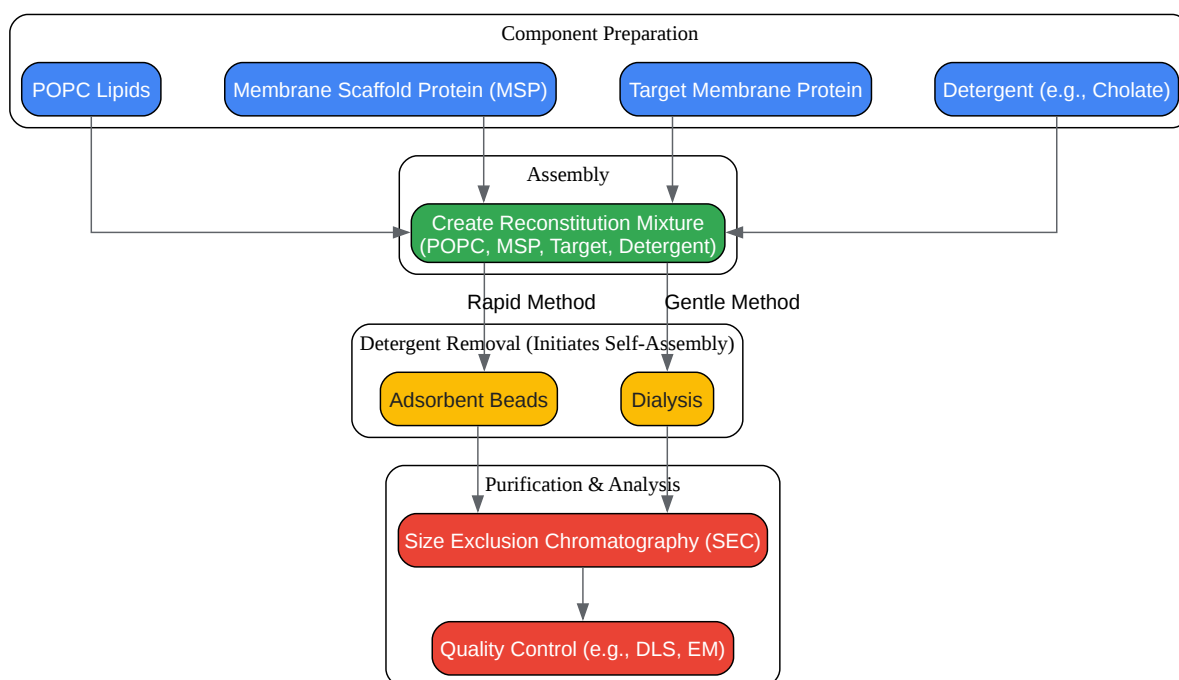 Component Preparation
POPC Lipids
Membrane Scaffold Protein (MSP)
Target Membrane Protein
Detergent (e.g., Cholate)
Assembly
Create Reconstitution Mixture
(POPC, MSP, Target, Detergent)
Rapid Method
Gentle Method
Detergent Removal (Initiates Self-Assembly)
Adsorbent Beads
Dialysis
Purification & Analysis
Size Exclusion Chromatography (SEC)
Quality Control (e.g., DLS, EM)